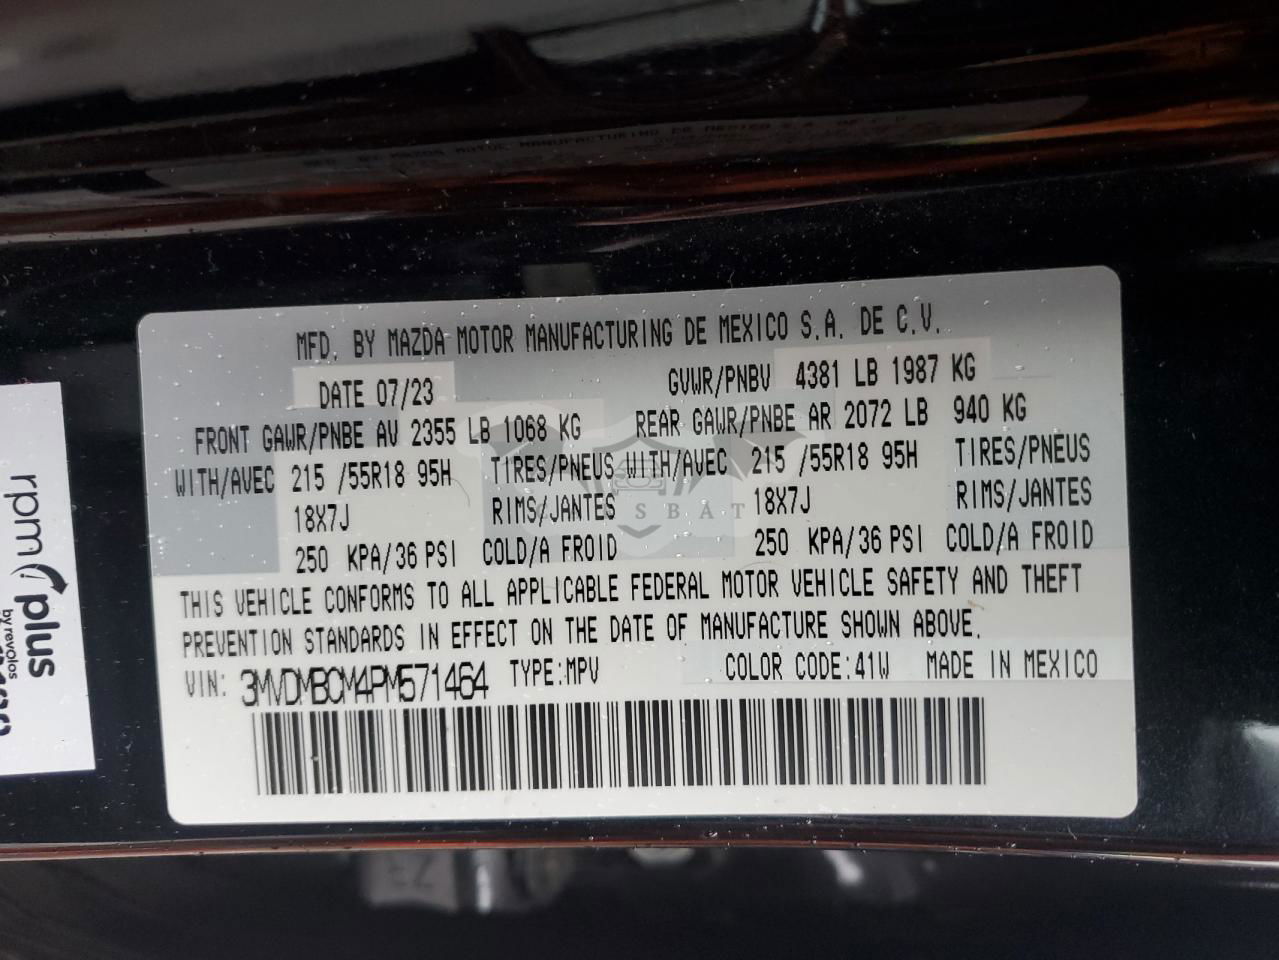 MFD. BY MAZDA MOTOR MANUFACTURING DE MEXICO S.A. DE C.V.
DATE 07/23 GVWR/PNBV 4381 LB 1987 KG
FRONT GAWR/PNBE AV 2355 LB 1068 KG REAR GAWR/PNBE AR 2072 LB 940 KG
WITH/AVEC 215 /55R18 95H TIRES/PNEUS WITH/AVEC 215 /55R18 95H TIRES/PNEUS
18X7J RIMS/JANTES 18X7J RIMS/JANTES
250 KPA/36 PSI COLD/A FROID 250 KPA/36 PSI COLD/A FROID
THIS VEHICLE CONFORMS TO ALL APPLICABLE FEDERAL MOTOR VEHICLE SAFETY AND THEFT
PREVENTION STANDARDS IN EFFECT ON THE DATE OF MANUFACTURE SHOWN ABOVE.
VIN: 3MVDMBCM4PM571464 TYPE:MPV COLOR CODE:41W MADE IN MEXICO
rpm plus
by revolos